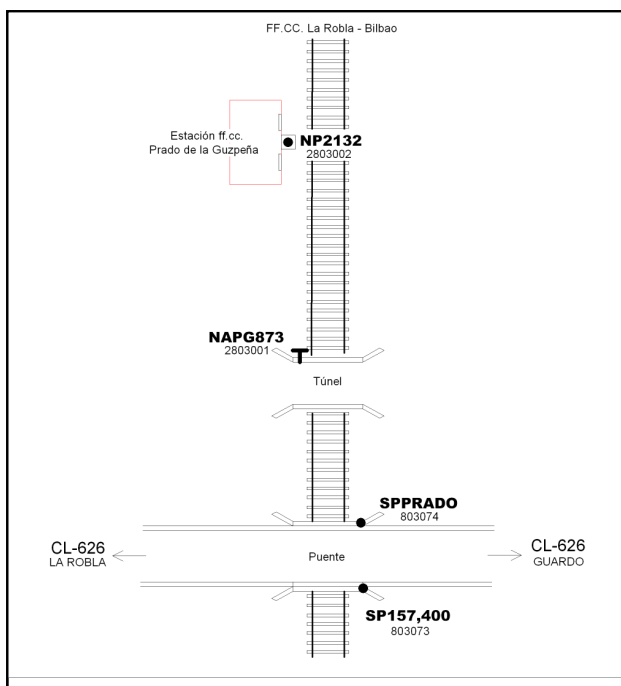 FF.CC. La Robla - Bilbao
Estación ff.cc.
Prado de la Guzpeña
NP2132
2803002
NAPG873
2803001
Túnel
SPPRADO
803074
CL-626
LA ROBLA
Puente
CL-626
GUARDO
SP157,400
803073